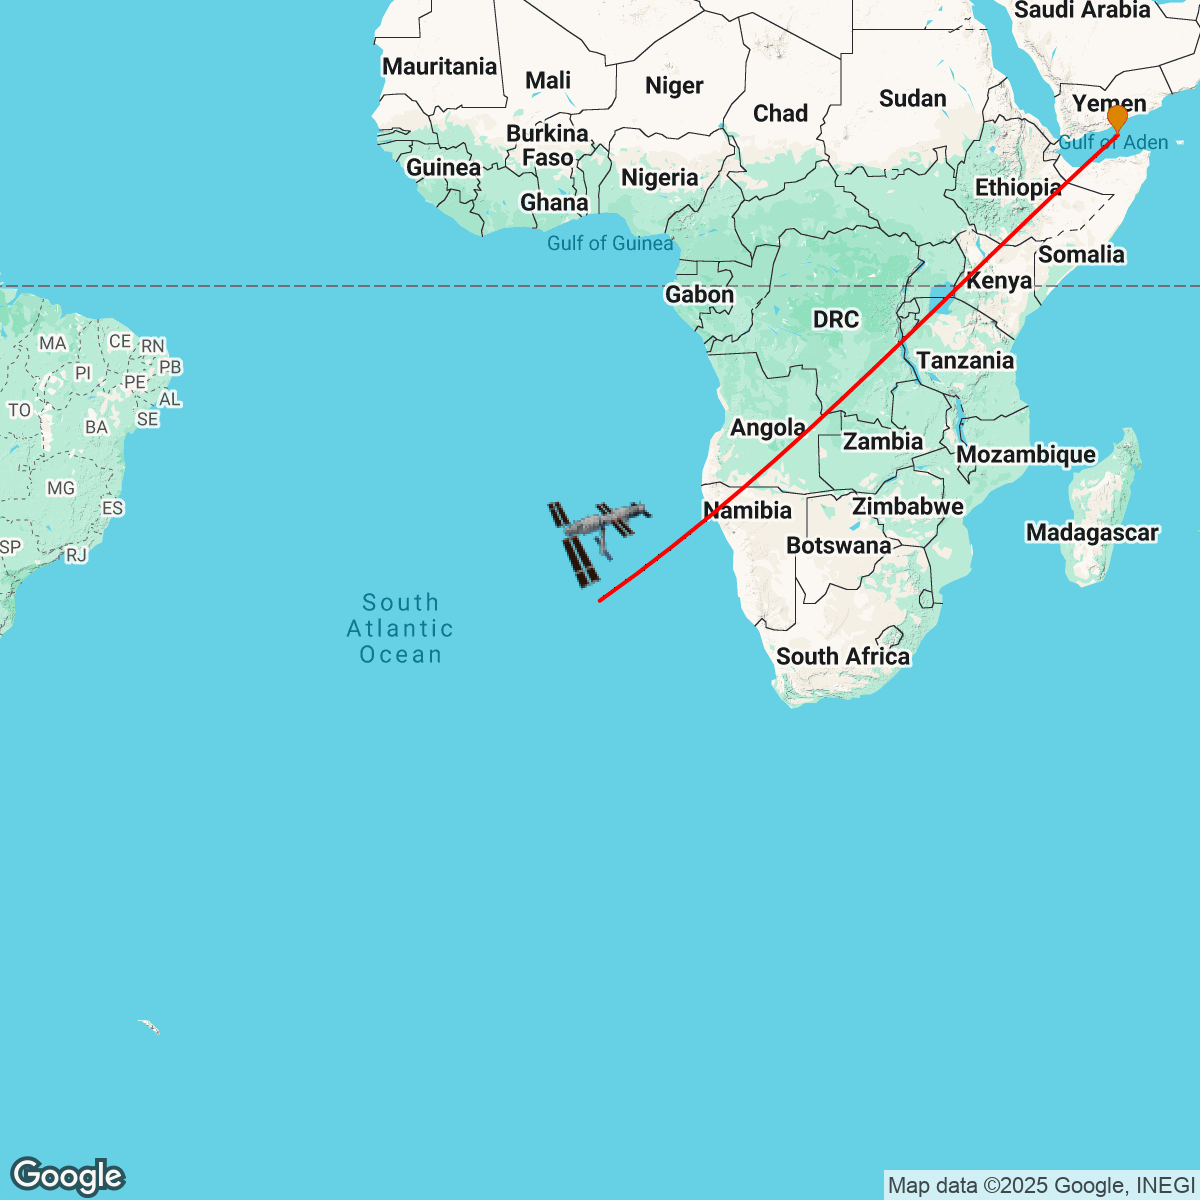 Saudi Arabia
Mauritania
Mali
Niger
Chad
Sudan
Yemen
Burkina
Faso
Guinea
Ghana
Nigeria
Gulf of Aden
Ethiopia
Gulf of Guinea
Somalia
Gabon
Kenya
DRC
Tanzania
MA
CE
RN
PI
PE
PB
TO
BA
AL
SE
Angola
Zambia
Mozambique
MG
ES
Namibia
Zimbabwe
SP
RJ
Botswana
Madagascar
South
Atlantic
Ocean
South Africa
Google
Map data ©2025 Google, INEGI